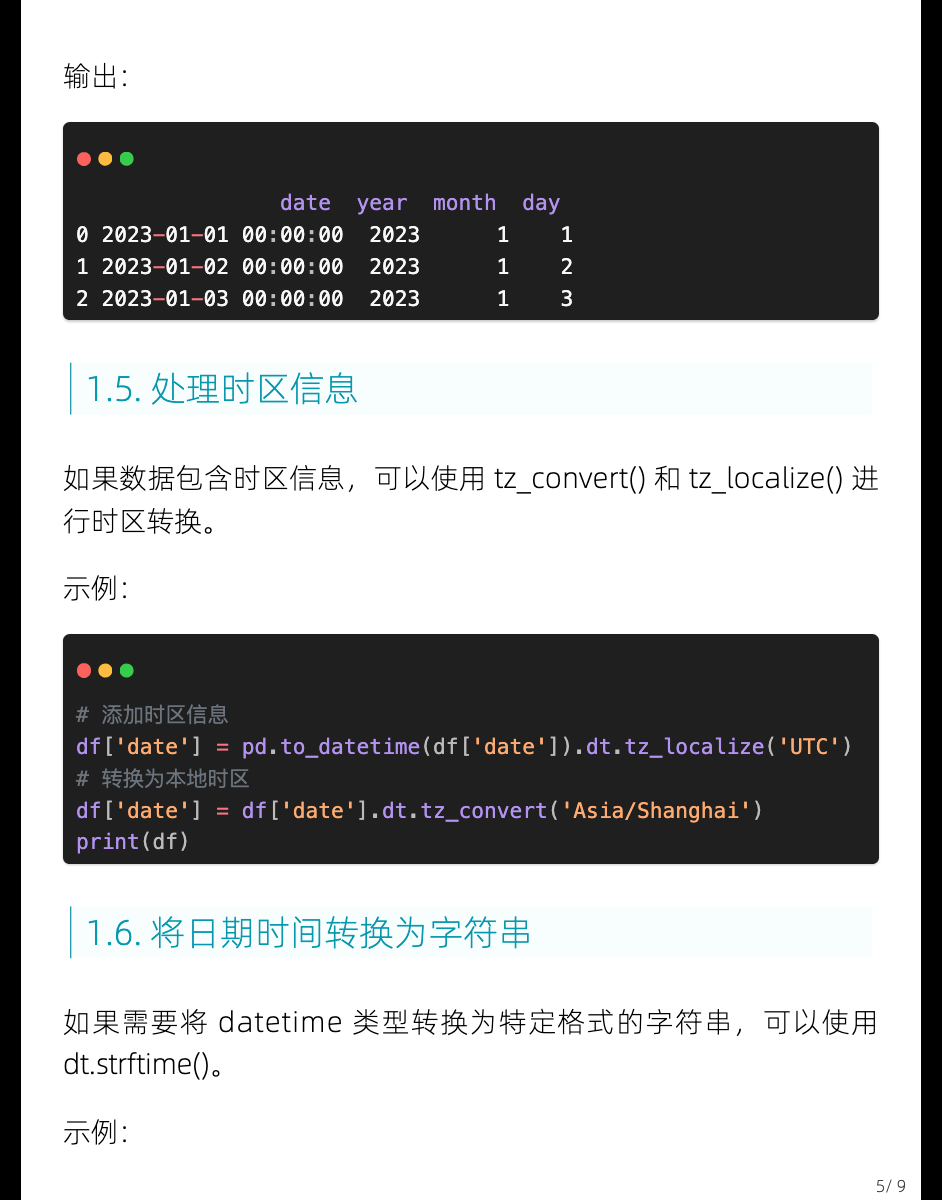 输出：
date year month day
0 2023-01-01 00:00:00 2023 1 1
1 2023-01-02 00:00:00 2023 1 2
2 2023-01-03 00:00:00 2023 1 3
1.5. 处理时区信息
如果数据包含时区信息，可以使用 tz_convert() 和 tz_localize() 进
行时区转换。
示例：
# 添加时区信息
df['date'] = pd.to_datetime(df['date']).dt.tz_localize('UTC')
# 转换为本地时区
df['date'] = df['date'].dt.tz_convert('Asia/Shanghai')
print(df)
1.6. 将日期时间转换为字符串
如果需要将 datetime 类型转换为特定格式的字符串，可以使用
dt.strftime()。
示例：
5/ 9